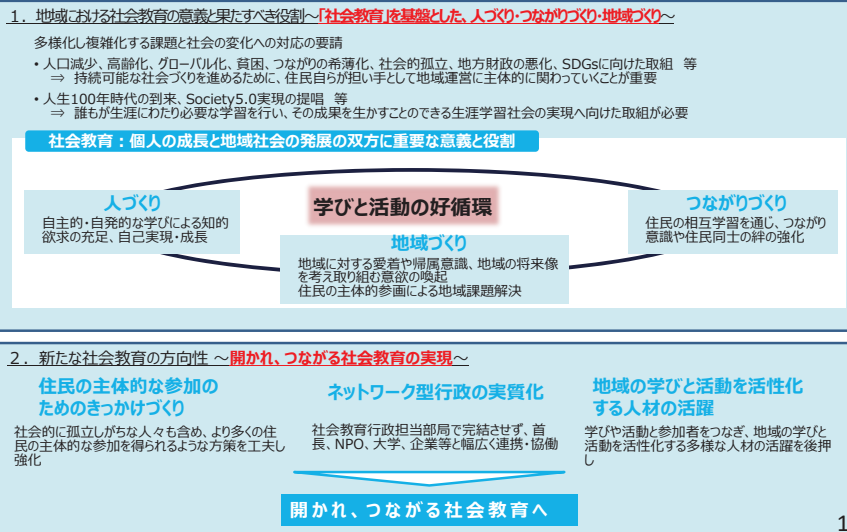 １．地域における社会教育の意義と果たすべき役割～「社会教育」を基盤とした、人づくり・つながりづくり・地域づくり～
多様化し複雑化する課題と社会の変化への対応の要請
・人口減少、高齢化、グローバル化、貧困、つながりの希薄化、社会的孤立、地方財政の悪化、SDGsに向けた取組　等
⇒　持続可能な社会づくりを進めるために、住民自らが担い手として地域運営に主体的に関わっていくことが重要
・人生100年時代の到来、Society5.0実現の提唱　等
⇒　誰もが生涯にわたり必要な学習を行い、その成果を生かすことのできる生涯学習社会の実現へ向けた取組が必要
社会教育：個人の成長と地域社会の発展の双方に重要な意義と役割
人づくり
自主的・自発的な学びによる知的
欲求の充足、自己実現・成長
学びと活動の好循環
つながりづくり
住民の相互学習を通じ、つながり
意識や住民同士の絆の強化
地域づくり
地域に対する愛着や帰属意識、地域の将来像
を考え取り組む意欲の喚起
住民の主体的参画による地域課題解決
２．新たな社会教育の方向性 ～開かれ、つながる社会教育の実現～
住民の主体的な参加の
ためのきっかけづくり
社会的に孤立しがちな人々も含め、より多くの住
民の主体的な参加を得られるような方策を工夫し
強化
ネットワーク型行政の実質化
社会教育行政担当部局で完結させず、首
長、NPO、大学、企業等と幅広く連携・協働
地域の学びと活動を活性化
する人材の活躍
学びや活動と参加者をつなぎ、地域の学びと
活動を活性化する多様な人材の活躍を後押
し
開かれ、つながる社会教育へ
1